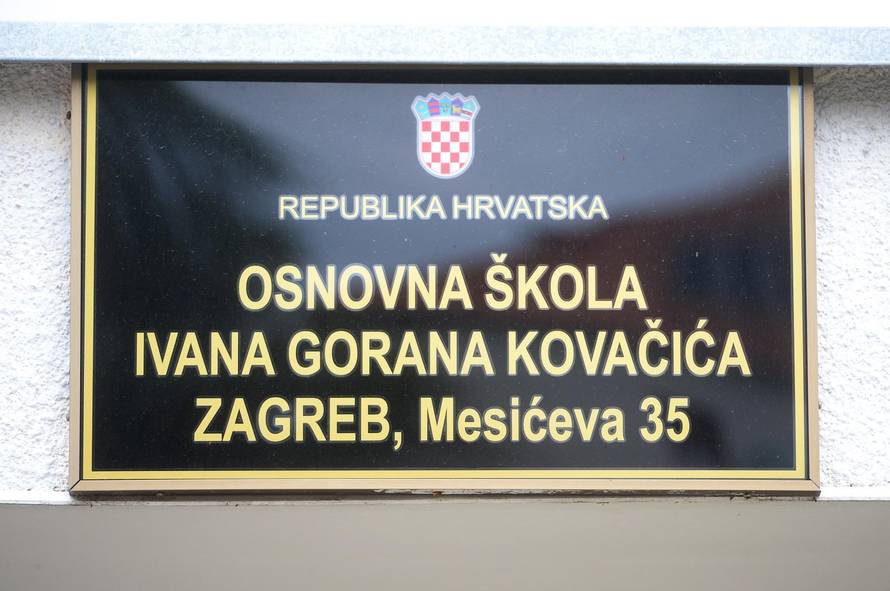 REPUBLIKA HRVATSKA
OSNOVNA ŠKOLA
IVANA GORANA KOVAČIĆA
ZAGREB, Mesićeva 35